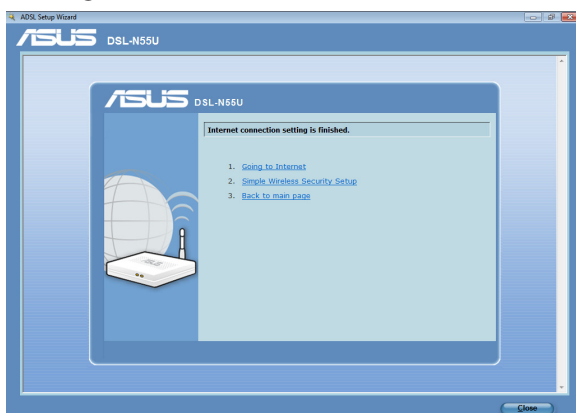 ADSL Setup Wizard
ASUS DSL-N55U
ASUS DSL-N55U
Internet connection setting is finished.
1. Going to Internet
2. Simple Wireless Security Setup
3. Back to main page
ASUS
Close